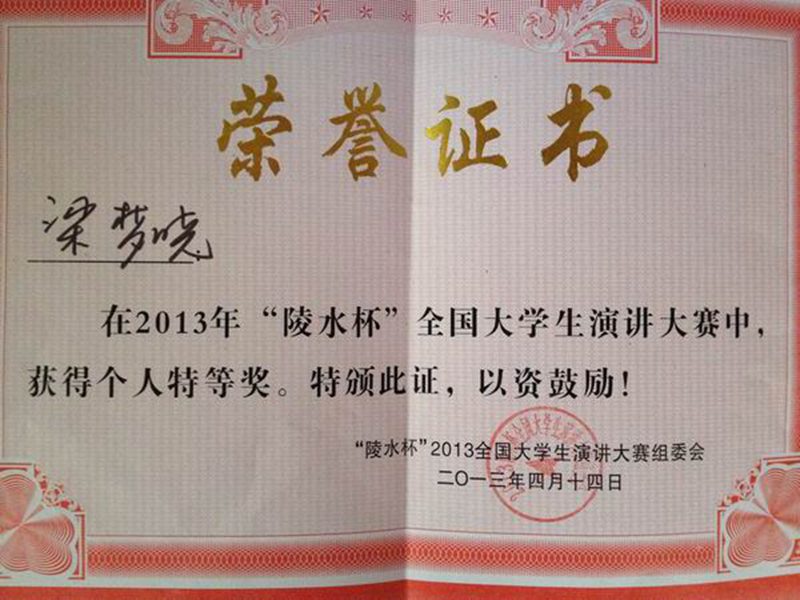 荣誉证书
梁梦晓
在2013年“陵水杯”全国大学生演讲大赛中，
获得个人特等奖。特颁此证，以资鼓励！
“陵水杯”2013全国大学生演讲大赛组委会
二〇一三年四月十四日